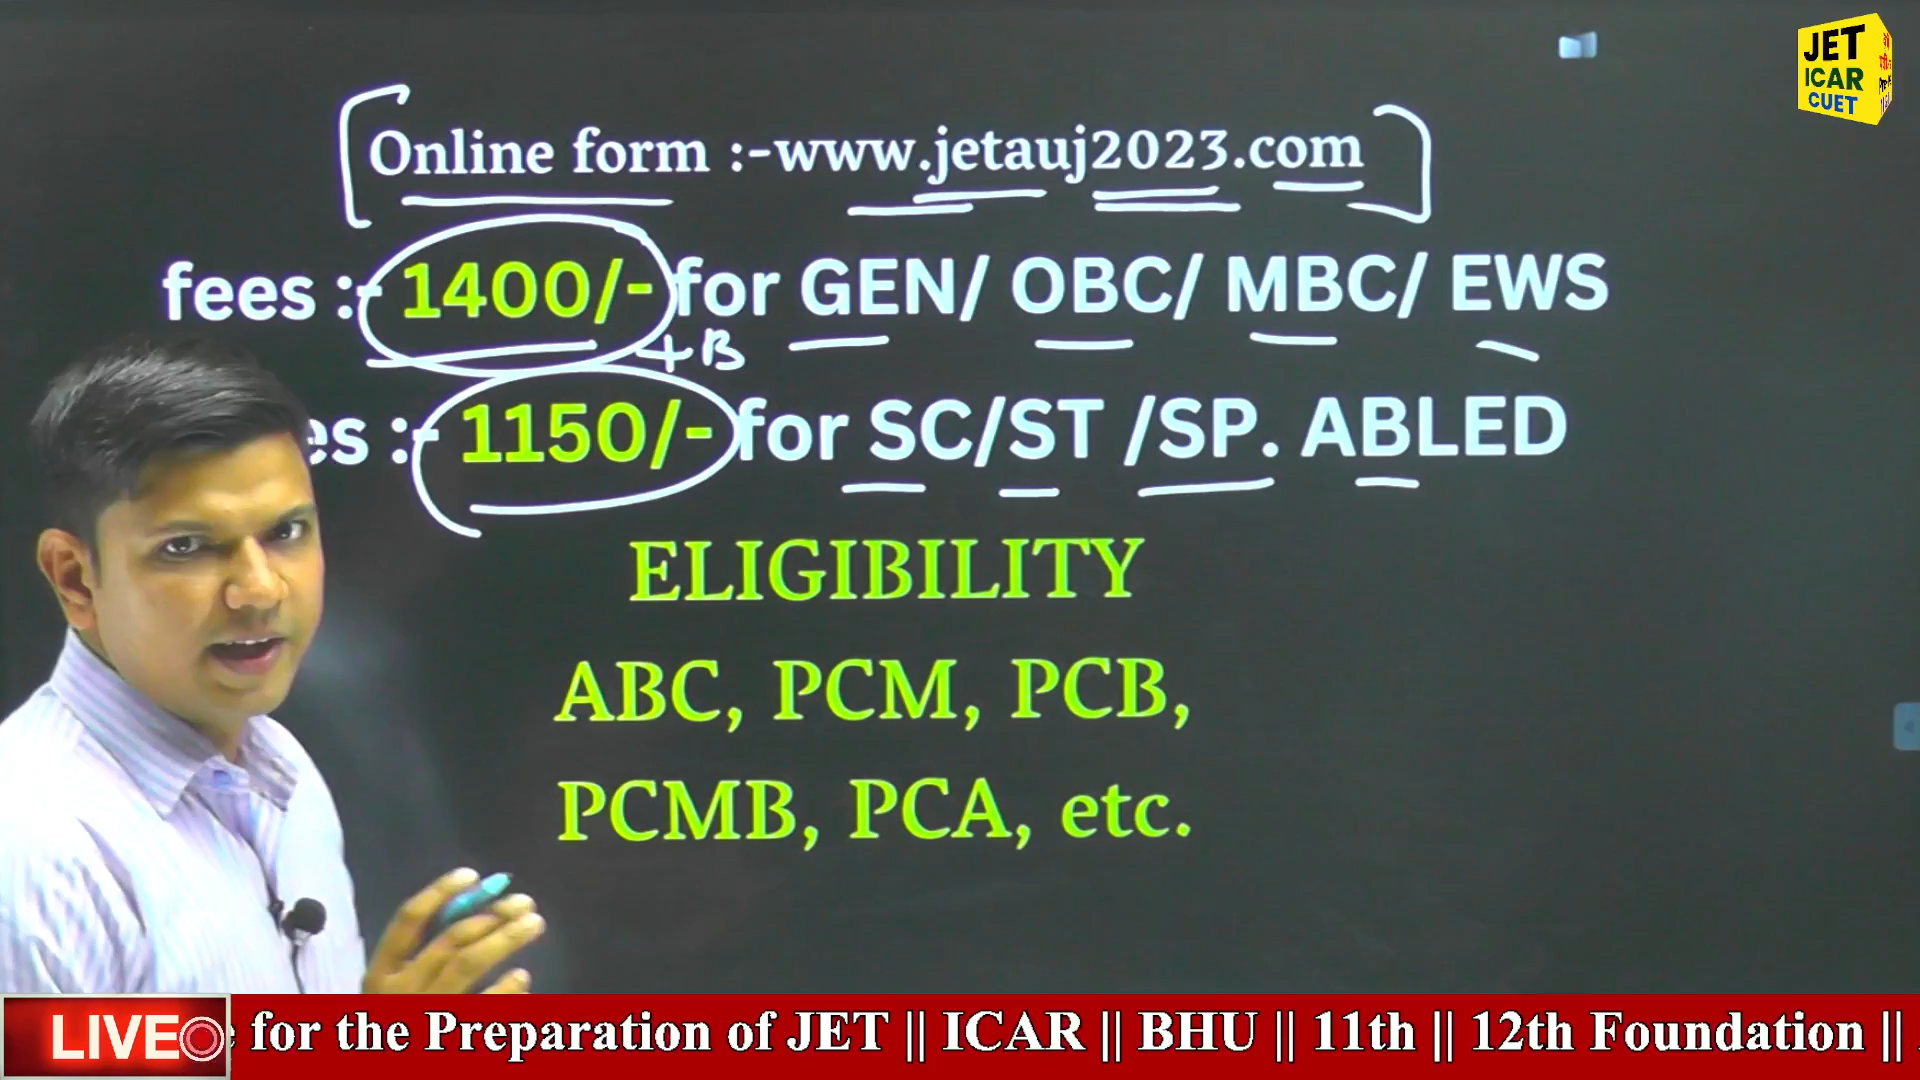 JET
ICAR
CUET
Online form :-www.jetauj2023.com
fees :- 1400/- for GEN/ OBC/ MBC/ EWS
+B
es :- 1150/- for SC/ST /SP. ABLED
ELIGIBILITY
ABC, PCM, PCB,
PCMB, PCA, etc.
LIVE
e for the Preparation of JET || ICAR || BHU || 11th || 12th Foundation ||